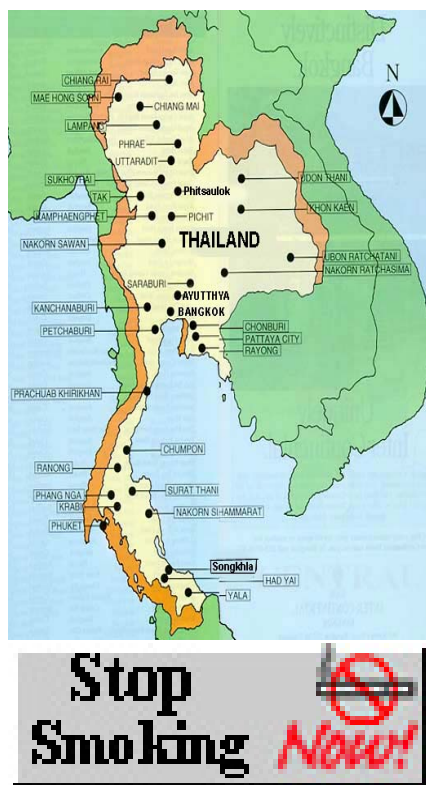 N
CHIANG RAI
MAE HONG SORN
CHIANG MAI
LAMPANG
PHRAE
UTTARADIT
SUKHOTHAI
UDON THANI
Phitsaulok
TAK
KHON KAEN
KAMPHAENGPHET
PICHIT
NAKORN SAWAN
THAILAND
UBON RATCHATANI
NAKORN RATCHASIMA
SARABURI
AYUTTHYA
KANCHANABURI
BANGKOK
PETCHABURI
CHONBURI
PATTAYA CITY
RAYONG
PRACHUAB KHIRIKHAN
CHUMPON
RANONG
SURAT THANI
PHANG NGA
KRABI
NAKORN SIHAMMARAT
PHUKET
Songkhla
HAD YAI
YALA
Stop
Smoking
Now!